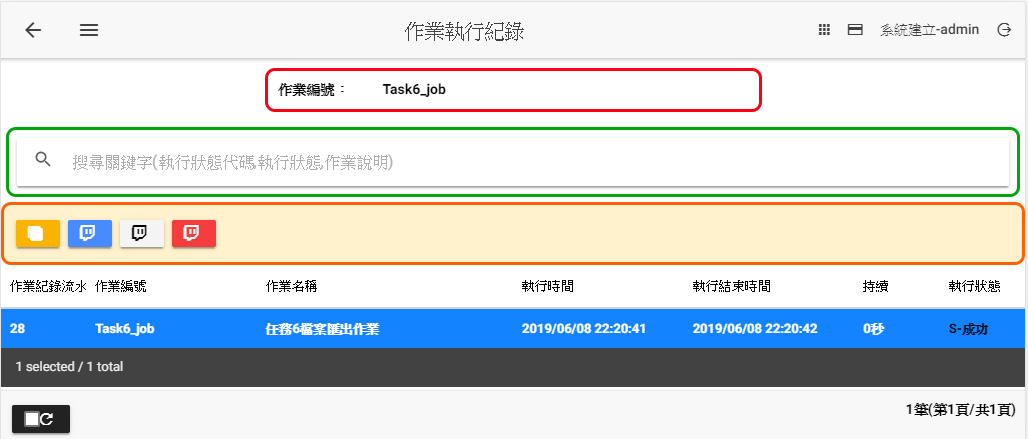 作業執行紀錄
系統建立-admin
作業編號： Task6_job
搜尋關鍵字(執行狀態代碼,執行狀態,作業說明)
作業紀錄流水 作業編號 作業名稱 執行時間 執行結束時間 持續 執行狀態
28 Task6_job 任務6檔案匯出作業 2019/06/08 22:20:41 2019/06/08 22:20:42 0秒 S-成功
1 selected / 1 total
1筆(第1頁/共1頁)